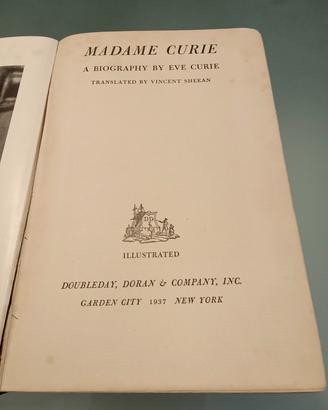 MADAME CURIE
A BIOGRAPHY BY EVE CURIE
TRANSLATED BY VINCENT SHEEAN
ILLUSTRATED
DOUBLEDAY, DORAN & COMPANY, INC.
GARDEN CITY 1937 NEW YORK